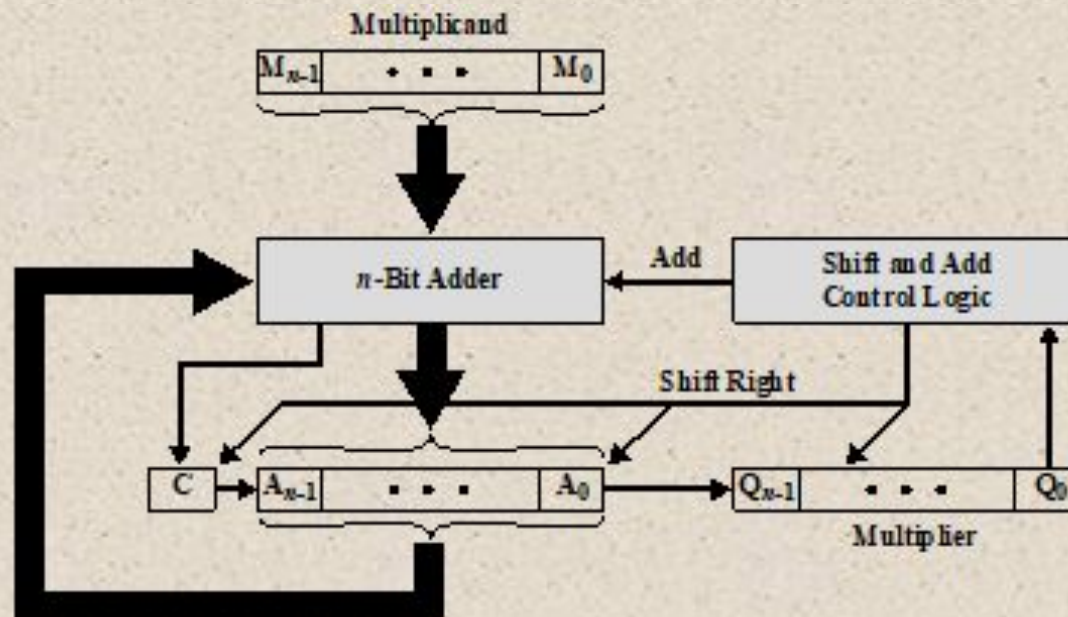 Multiplicand
Mn-1 • • • M0
n-Bit Adder
Add
Shift and Add
Control Logic
Shift Right
C
An-1 • • • A0
Qn-1 • • • Q0
Multiplier